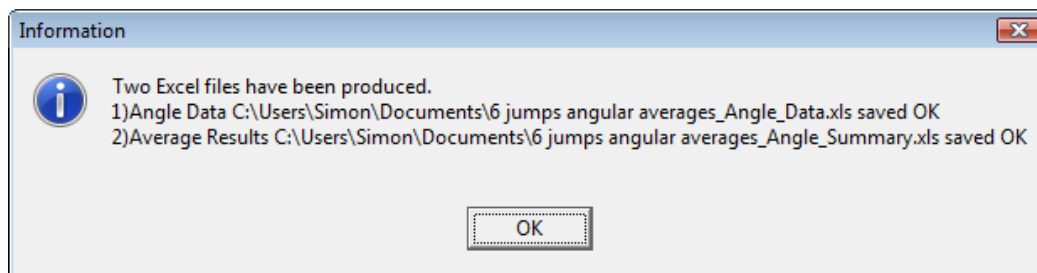 Information
Two Excel files have been produced.
1)Angle Data C:\Users\Simon\Documents\6 jumps angular averages_Angle_Data.xls saved OK
2)Average Results C:\Users\Simon\Documents\6 jumps angular averages_Angle_Summary.xls saved OK
OK